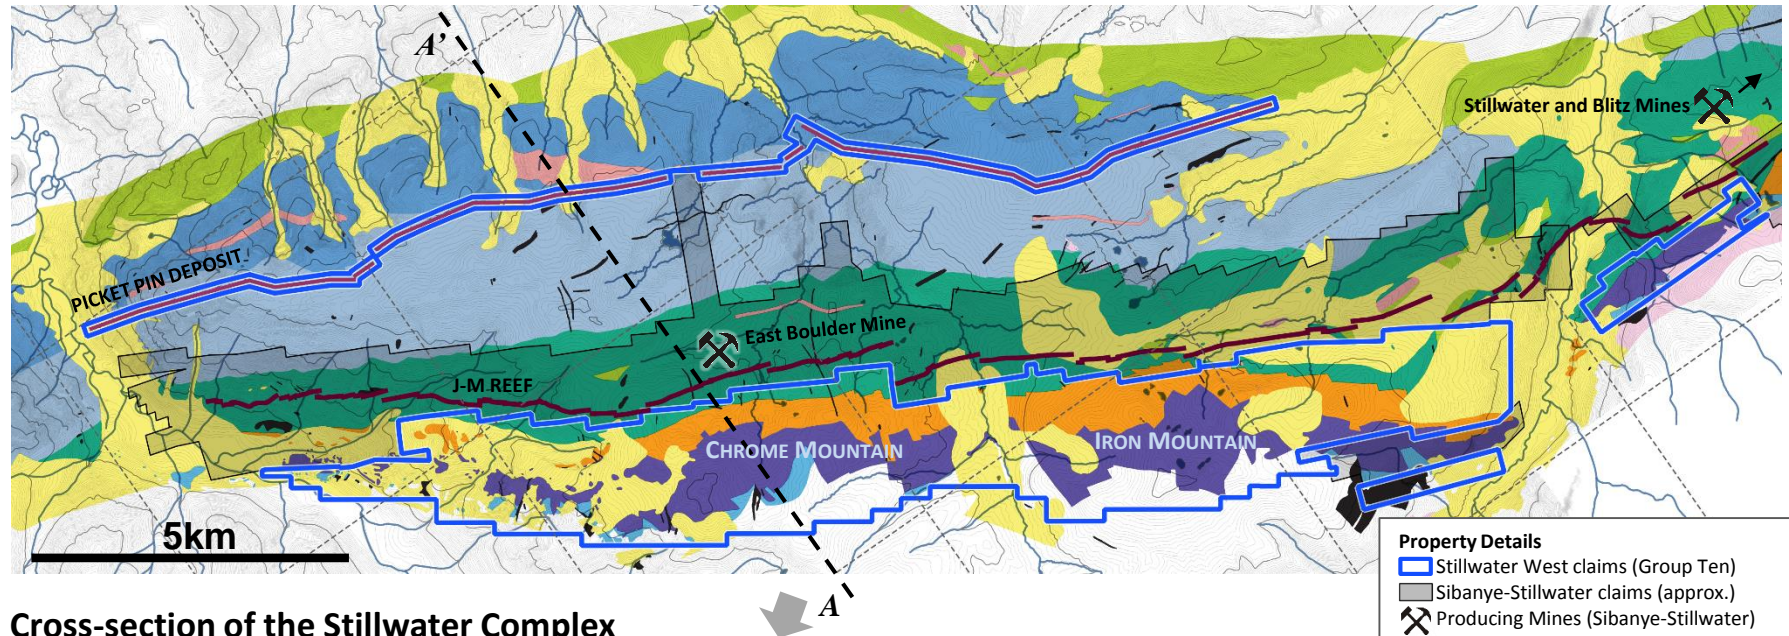 A’
Stillwater and Blitz Mines
PICKET PIN DEPOSIT
East Boulder Mine
J-M REEF
CHROME MOUNTAIN
IRON MOUNTAIN
5km
A
Property Details
Stillwater West claims (Group Ten)
Sibanye-Stillwater claims (approx.)
Producing Mines (Sibanye-Stillwater)
Cross-section of the Stillwater Complex